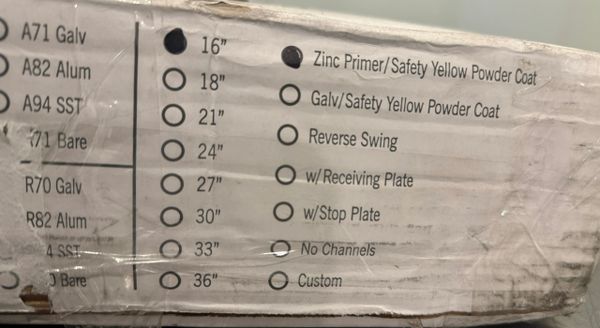 A71 Galv
A82 Alum
A94 SST
71 Bare
R70 Galv
R82 Alum
4 SST
0 Bare
16"
18"
21"
24"
27"
30"
33"
36"
Zinc Primer/Safety Yellow Powder Coat
Galv/Safety Yellow Powder Coat
Reverse Swing
w/Receiving Plate
w/Stop Plate
No Channels
Custom